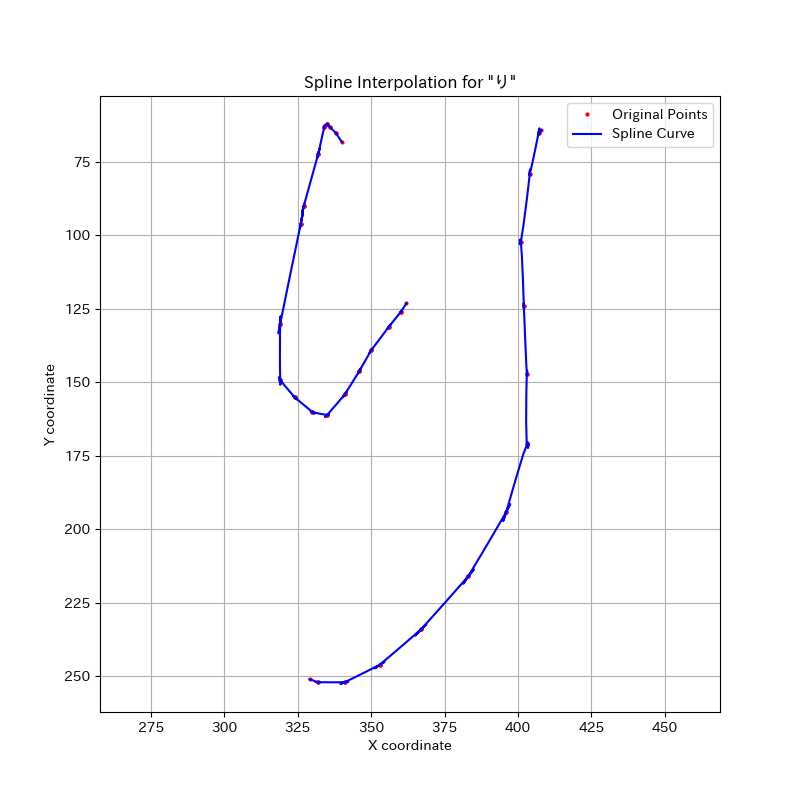 Spline Interpolation for "り"
Original Points
Spline Curve
75
100
125
150
175
200
225
250
Y coordinate
り
275
300
325
350
375
400
425
450
X coordinate